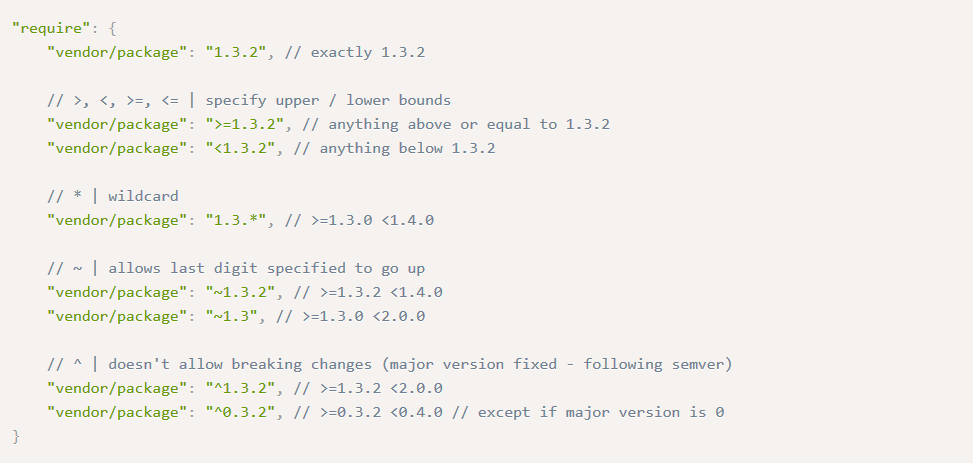 "require": {
    "vendor/package": "1.3.2", // exactly 1.3.2
    // >, <, >=, <= | specify upper / lower bounds
    "vendor/package": ">=1.3.2", // anything above or equal to 1.3.2
    "vendor/package": "<1.3.2", // anything below 1.3.2
    // * | wildcard
    "vendor/package": "1.3.*", // >=1.3.0 <1.4.0
    // ~ | allows last digit specified to go up
    "vendor/package": "~1.3.2", // >=1.3.2 <1.4.0
    "vendor/package": "~1.3", // >=1.3.0 <2.0.0
    // ^ | doesn't allow breaking changes (major version fixed - following semver)
    "vendor/package": "^1.3.2", // >=1.3.2 <2.0.0
    "vendor/package": "^0.3.2", // >=0.3.2 <0.4.0 // except if major version is 0
}